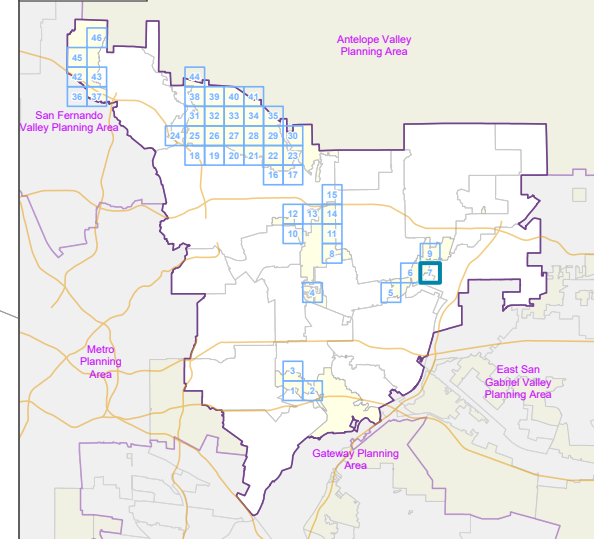 46
Antelope Valley
Planning Area
45
42 43
44
36 37
38 39 40 41
San Fernando
Valley Planning Area
31 32 33 34 35
24 25 26 27 28 29 30
18 19 20 21 22 23
16 17
15
12 13 14
10 11
8 9
6 7
4 5
Metro
Planning
Area
3
East San
Gabriel Valley
Planning Area
1 2
Gateway Planning
Area